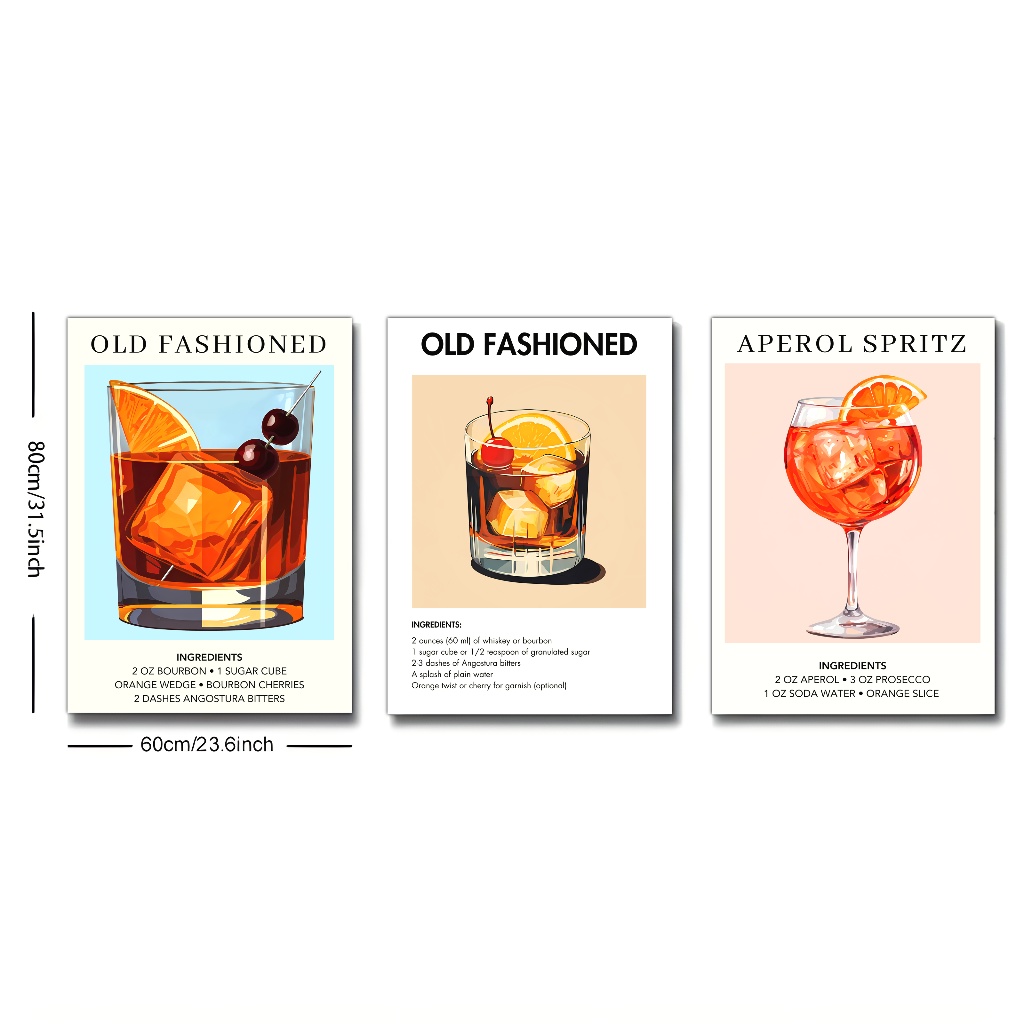 80cm/31.5inch
OLD FASHIONED
INGREDIENTS
2 OZ BOURBON • 1 SUGAR CUBE
ORANGE WEDGE • BOURBON CHERRIES
2 DASHES ANGOSTURA BITTERS
60cm/23.6inch
OLD FASHIONED
INGREDIENTS:
2 ounces (60 ml) of whiskey or bourbon
1 sugar cube or 1/2 teaspoon of granulated sugar
2-3 dashes of Angostura bitters
A splash of plain water
Orange twist or cherry for garnish (optional)
APEROL SPRITZ
INGREDIENTS
2 OZ APEROL • 3 OZ PROSECCO
1 OZ SODA WATER • ORANGE SLICE